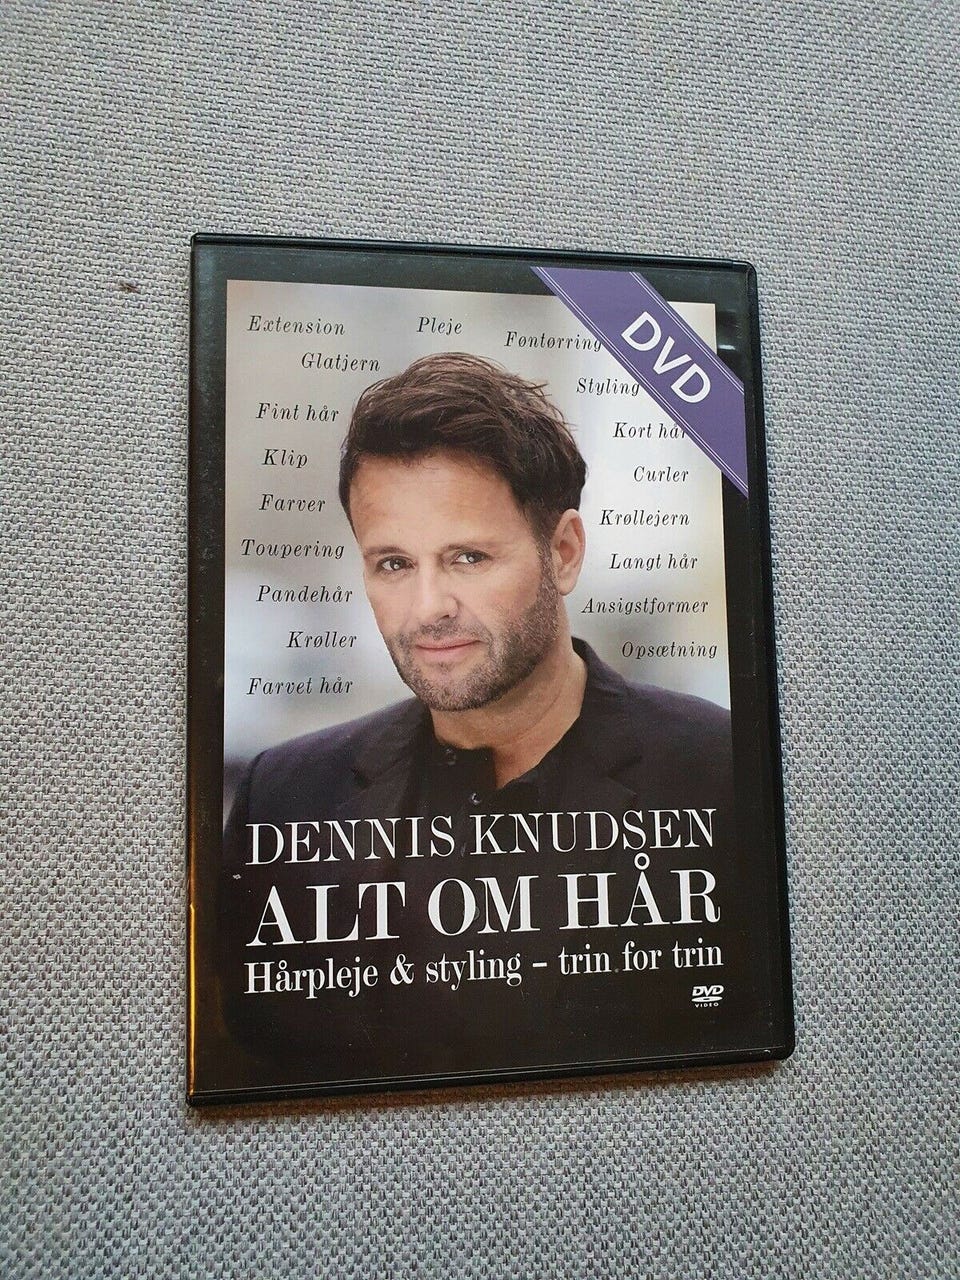 DVD
Extension
Pleje
Føntørring
Glatjern
Styling
Fint hår
Kort hår
Klip
Curler
Farver
Krøllejern
Toupering
Langt hår
Pandehår
Ansigstformer
Krøller
Opsætning
Farvet hår
DENNIS KNUDSEN
ALT OM HÅR
Hårpleje & styling – trin for trin
DVD
VIDEO